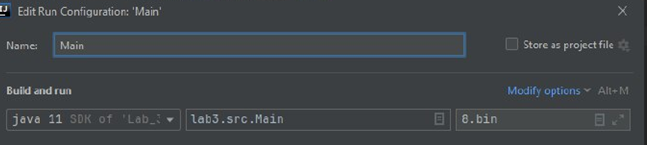 IJ Edit Run Configuration: 'Main'
Name: Main Store as project file
Build and run Modify options Alt+M
java 11 SDK of 'Lab_3 lab3.src.Main 8.bin